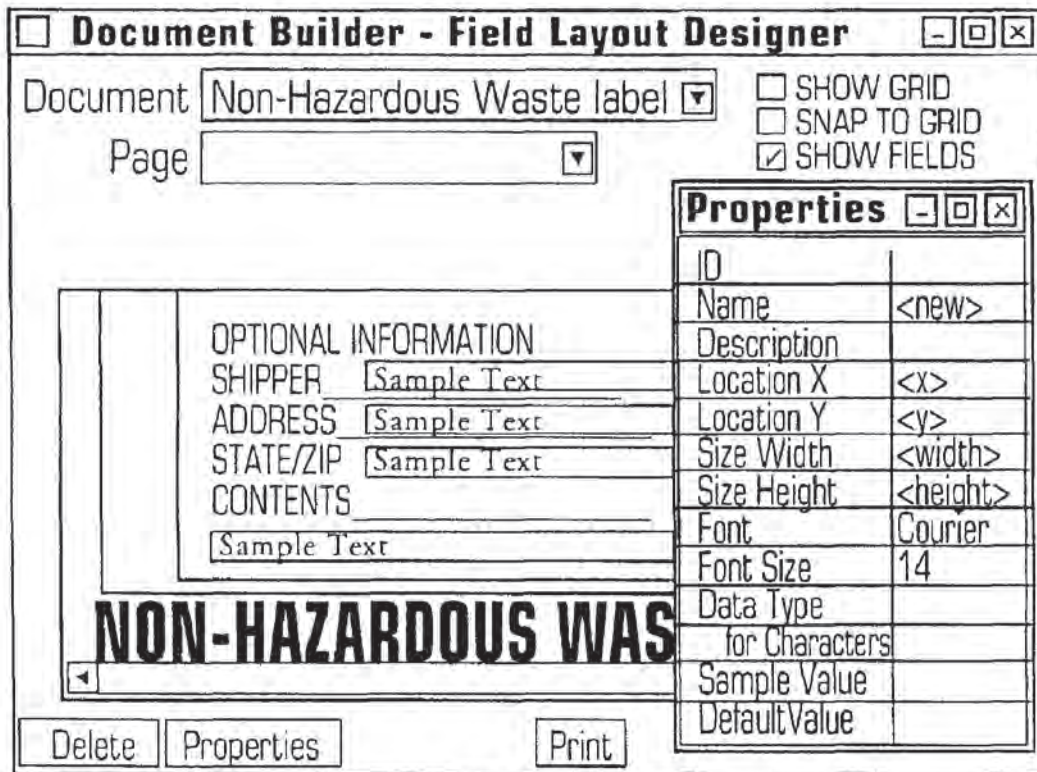 Document Builder - Field Layout Designer
Document Non-Hazardous Waste label
SHOW GRID
SNAP TO GRID
Page
SHOW FIELDS
Properties
ID
Name <new>
Description
Location X <x>
Location Y <y>
Size Width <width>
Size Height <height>
Font Courier
Font Size 14
Data Type
for Characters
Sample Value
DefaultValue
OPTIONAL INFORMATION
SHIPPER Sample Text
ADDRESS Sample Text
STATE/ZIP Sample Text
CONTENTS
Sample Text
NON-HAZARDOUS WAS
Delete Properties Print